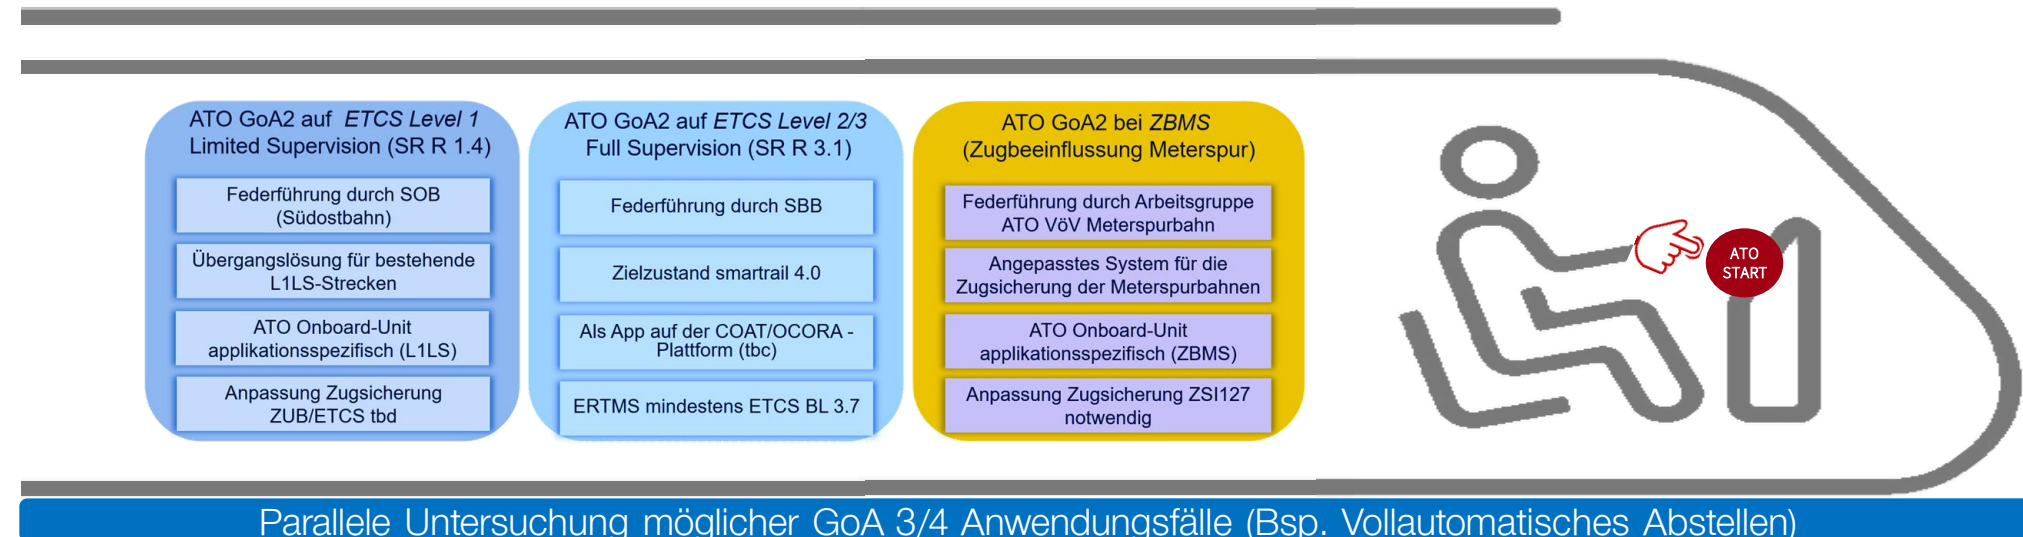 ATO GoA2 auf ETCS Level 1
Limited Supervision (SR R 1.4)
Federführung durch SOB
(Südostbahn)
Übergangslösung für bestehende
L1LS-Strecken
ATO Onboard-Unit
applikationsspezifisch (L1LS)
Anpassung Zugsicherung
ZUB/ETCS tbd
ATO GoA2 auf ETCS Level 2/3
Full Supervision (SR R 3.1)
Federführung durch SBB
Zielzustand smartrail 4.0
Als App auf der COAT/OCORA -
Plattform (tbc)
ERTMS mindestens ETCS BL 3.7
ATO GoA2 bei ZBMS
(Zugbeeinflussung Meterspur)
Federführung durch Arbeitsgruppe
ATO VöV Meterspurbahn
Angepasstes System für die
Zugsicherung der Meterspurbahnen
ATO Onboard-Unit
applikationsspezifisch (ZBMS)
Anpassung Zugsicherung ZSI127
notwendig
ATO
START
Parallele Untersuchung möglicher GoA 3/4 Anwendungsfälle (Bsp. Vollautomatisches Abstellen)